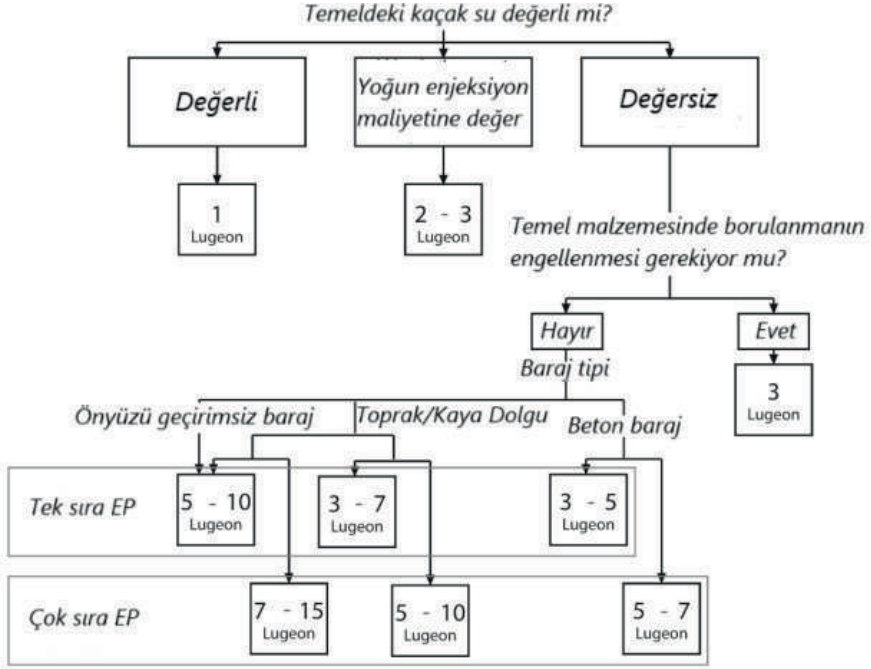 Temeldeki kaçak su değerli mi?
Değerli
Yoğun enjeksiyon
maliyetine değer
Değersiz
1
Lugeon
2 - 3
Lugeon
Temel malzemesinde borulanmanın
engellenmesi gerekiyor mu?
Hayır
Evet
Baraj tipi
3
Lugeon
Önyüzü geçirimsiz baraj
Toprak/Kaya Dolgu
Beton baraj
Tek sıra EP
5 - 10
Lugeon
3 - 7
Lugeon
3 - 5
Lugeon
Çok sıra EP
7 - 15
Lugeon
5 - 10
Lugeon
5 - 7
Lugeon